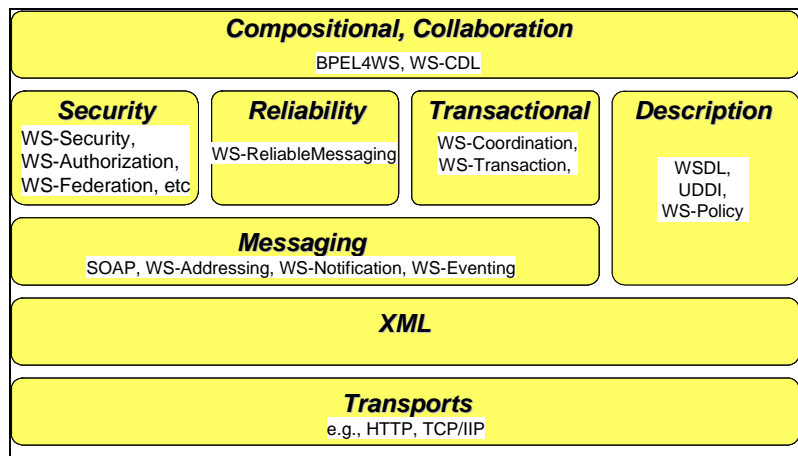 Compositional, Collaboration
BPEL4WS, WS-CDL
Security
WS-Security,
WS-Authorization,
WS-Federation, etc
Reliability
WS-ReliableMessaging
Transactional
WS-Coordination,
WS-Transaction,
Description
WSDL,
UDDI,
WS-Policy
Messaging
SOAP, WS-Addressing, WS-Notification, WS-Eventing
XML
Transports
e.g., HTTP, TCP/IIP